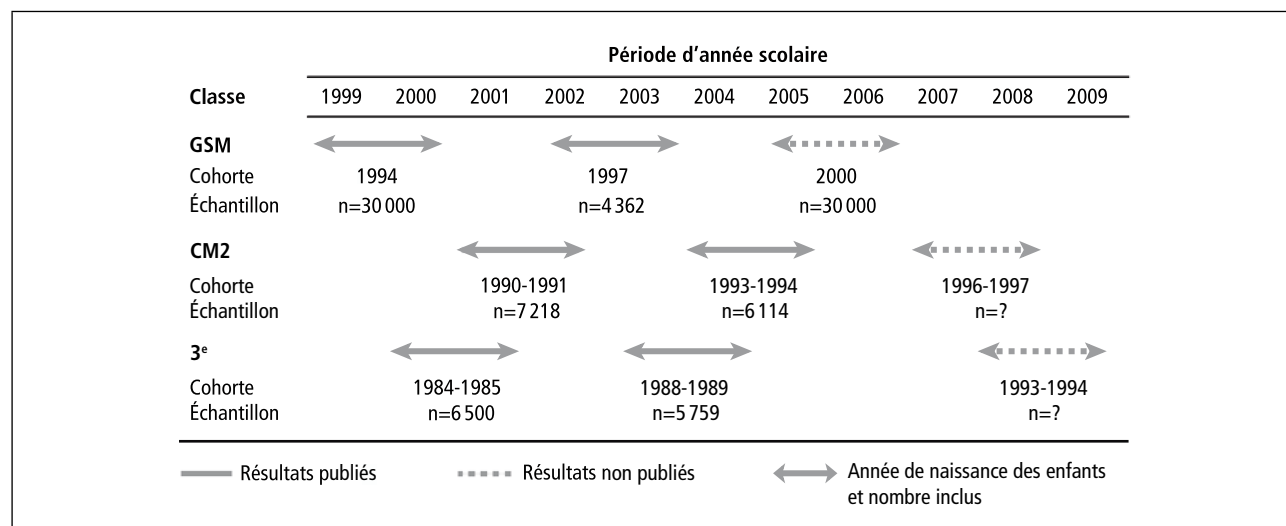 Période d'année scolaire
Classe 1999 2000 2001 2002 2003 2004 2005 2006 2007 2008 2009
GSM
Cohorte 1994 1997 2000
Échantillon n=30 000 n=4 362 n=30 000
CM2
Cohorte 1990-1991 1993-1994 1996-1997
Échantillon n=7 218 n=6 114 n=?
3e
Cohorte 1984-1985 1988-1989 1993-1994
Échantillon n=6 500 n=5 759 n=?
Résultats publiés Résultats non publiés Année de naissance des enfants
et nombre inclus